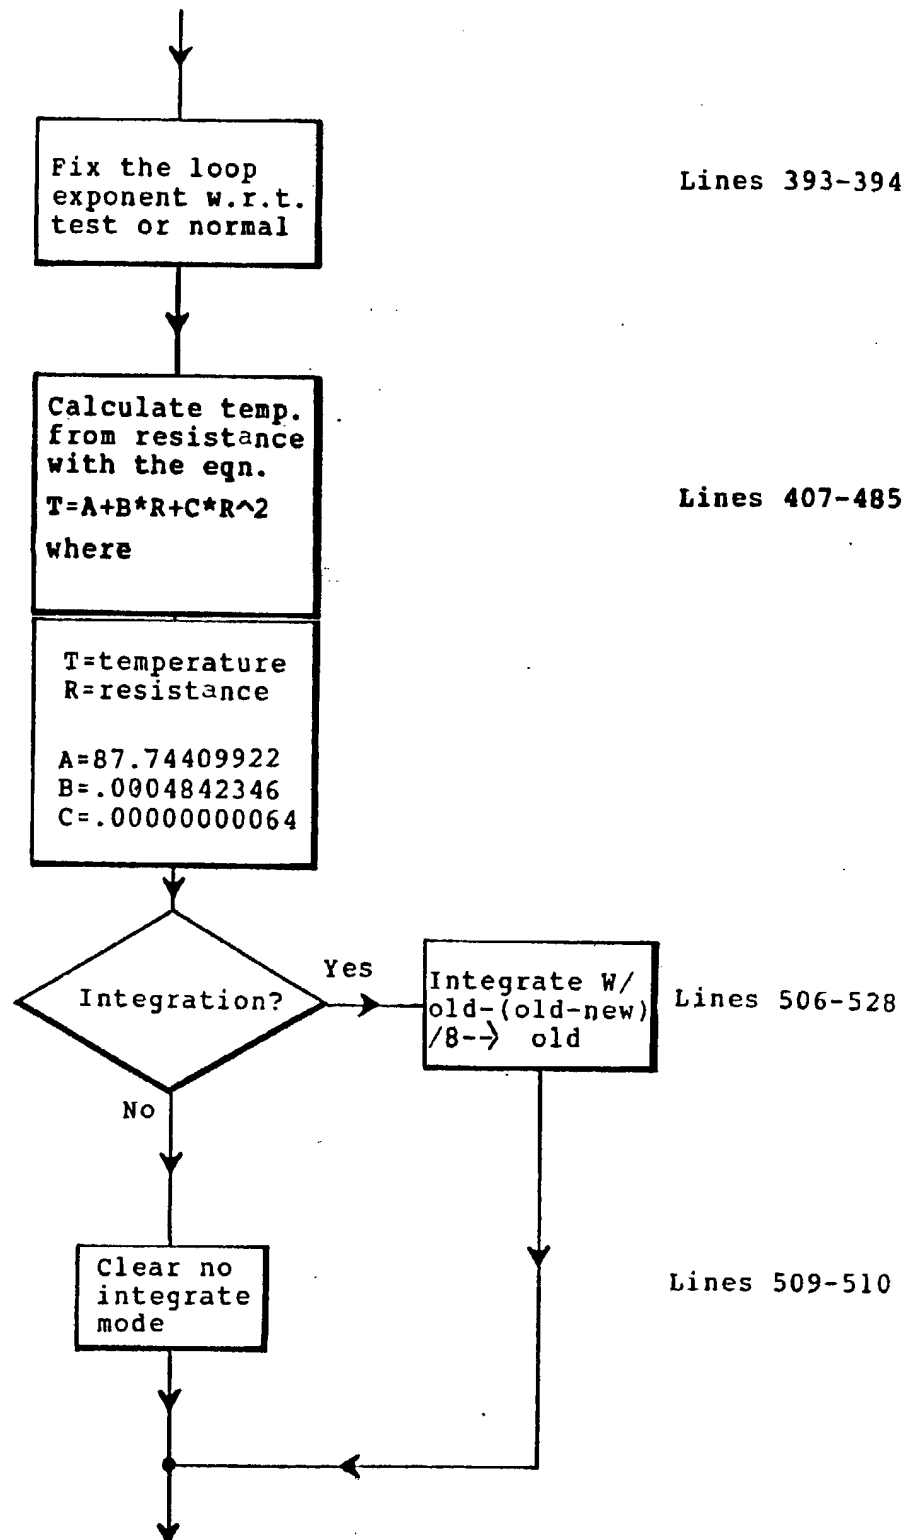 Fix the loop
exponent w.r.t.
test or normal
Lines 393-394
Calculate temp.
from resistance
with the eqn.
T=A+B*R+C*R^2
where
Lines 407-485
T=temperature
R=resistance
A=87.74409922
B=.0004842346
C=.00000000064
Integration?
Yes
No
Integrate W/
old-(old-new)
/8--> old
Lines 506-528
Clear no
integrate
mode
Lines 509-510